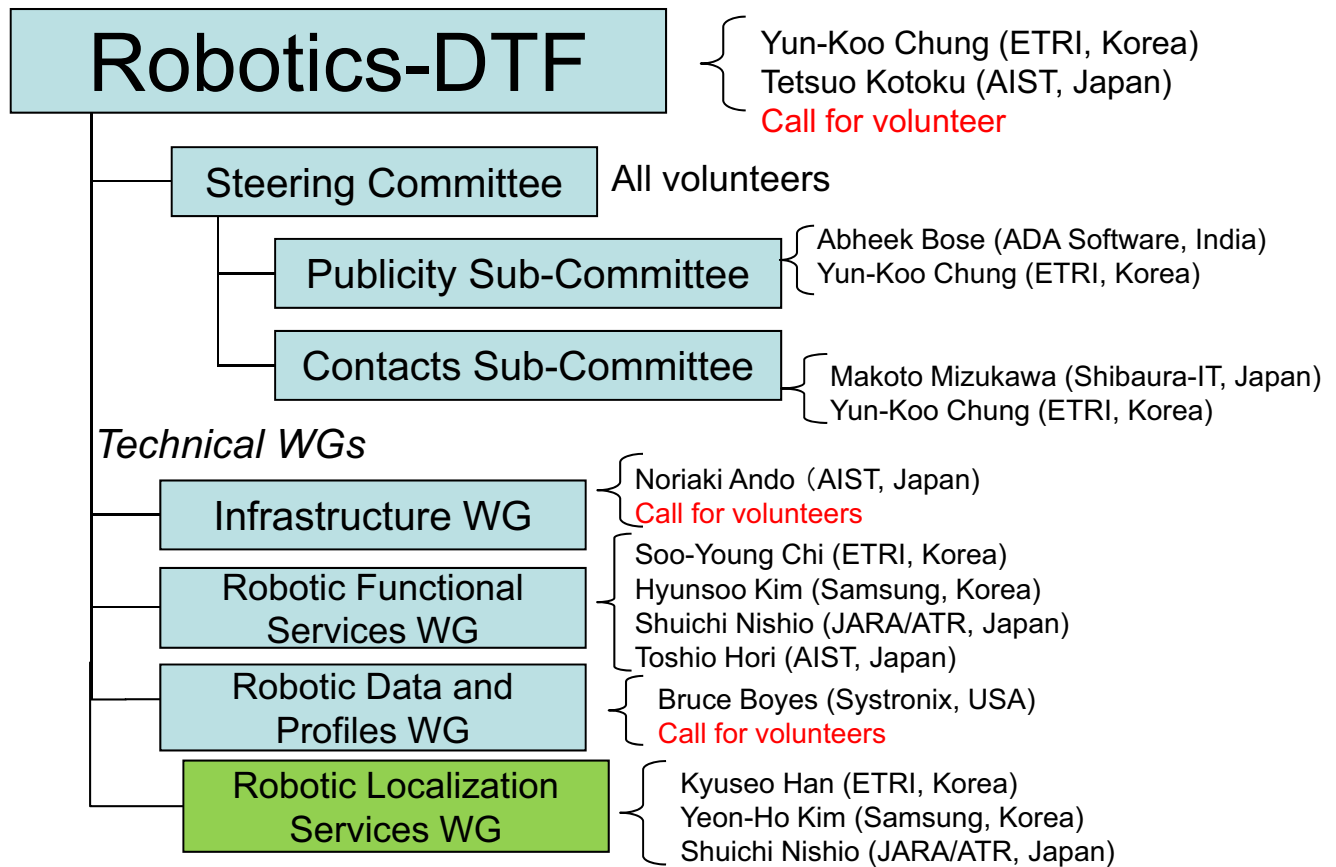 Robotics-DTF
Yun-Koo Chung (ETRI, Korea)
Tetsuo Kotoku (AIST, Japan)
Call for volunteer
Steering Committee
All volunteers
Publicity Sub-Committee
Abheek Bose (ADA Software, India)
Yun-Koo Chung (ETRI, Korea)
Contacts Sub-Committee
Makoto Mizukawa (Shibaura-IT, Japan)
Yun-Koo Chung (ETRI, Korea)
Technical WGs
Infrastructure WG
Noriaki Ando（AIST, Japan)
Call for volunteers
Robotic Functional
Services WG
Soo-Young Chi (ETRI, Korea)
Hyunsoo Kim (Samsung, Korea)
Shuichi Nishio (JARA/ATR, Japan)
Toshio Hori (AIST, Japan)
Robotic Data and
Profiles WG
Bruce Boyes (Systronix, USA)
Call for volunteers
Robotic Localization
Services WG
Kyuseo Han (ETRI, Korea)
Yeon-Ho Kim (Samsung, Korea)
Shuichi Nishio (JARA/ATR, Japan)